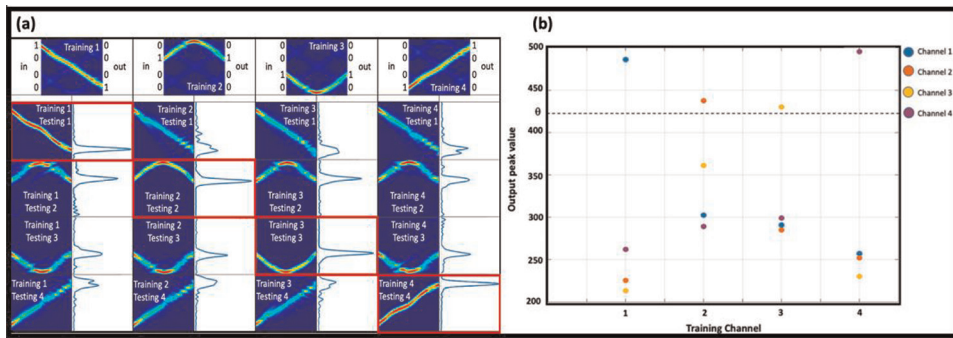 (a)
1 Training 1 0
0 0
in out
0 0
0 1
0 0
1 0
0 0
0 Training 2 0
0 Training 3 0
0 0
in out
1 1
0 0
0 1
0 0
0 0
1 Training 4 0
Training 1 Testing 1
Training 2 Testing 1
Training 3 Testing 1
Training 4 Testing 1
Training 1 Testing 2
Training 2 Testing 2
Training 3 Testing 2
Training 4 Testing 2
Training 1 Testing 3
Training 2 Testing 3
Training 3 Testing 3
Training 4 Testing 3
Training 1 Testing 4
Training 2 Testing 4
Training 3 Testing 4
Training 4 Testing 4
(b)
500
450
θ
400
350
300
250
200
Output peak value
1 2 3 4
Training Channel
Channel 1
Channel 2
Channel 3
Channel 4